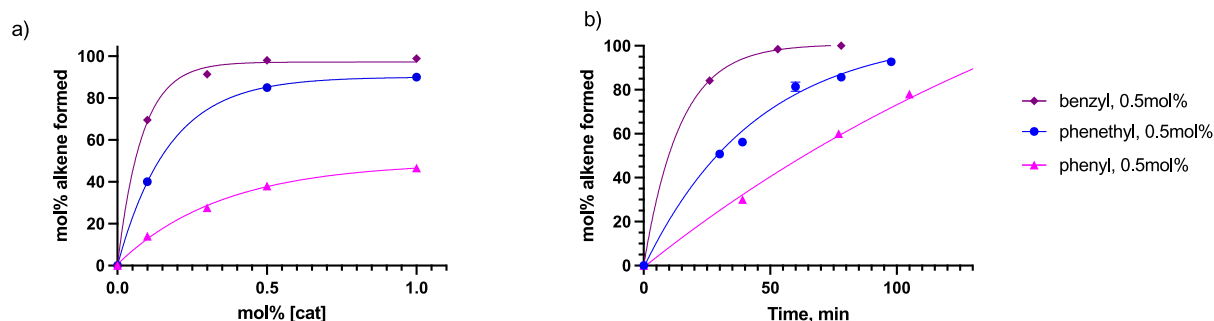 a)
mol% alkene formed
100
80
60
40
20
0
0.0
0.5
1.0
mol% [cat]
b)
mol% alkene formed
100
80
60
40
20
0
0
50
100
Time, min
benzyl, 0.5mol%
phenethyl, 0.5mol%
phenyl, 0.5mol%